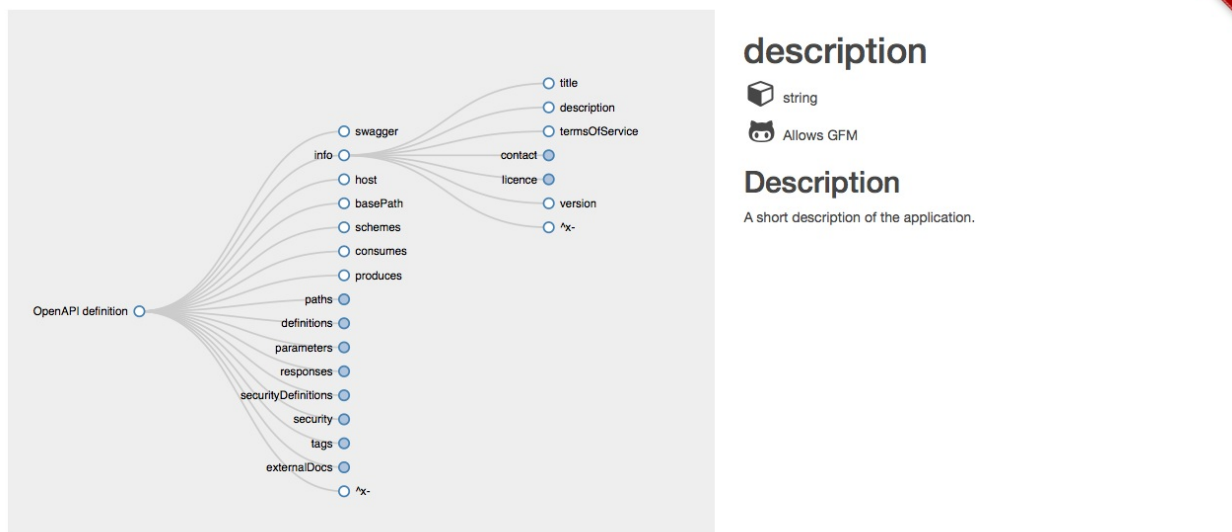 OpenAPI definition
swagger
info
host
basePath
schemes
consumes
produces
paths
definitions
parameters
responses
securityDefinitions
security
tags
externalDocs
^x-
title
description
termsOfService
contact
licence
version
^x-
description
string
Allows GFM
Description
A short description of the application.